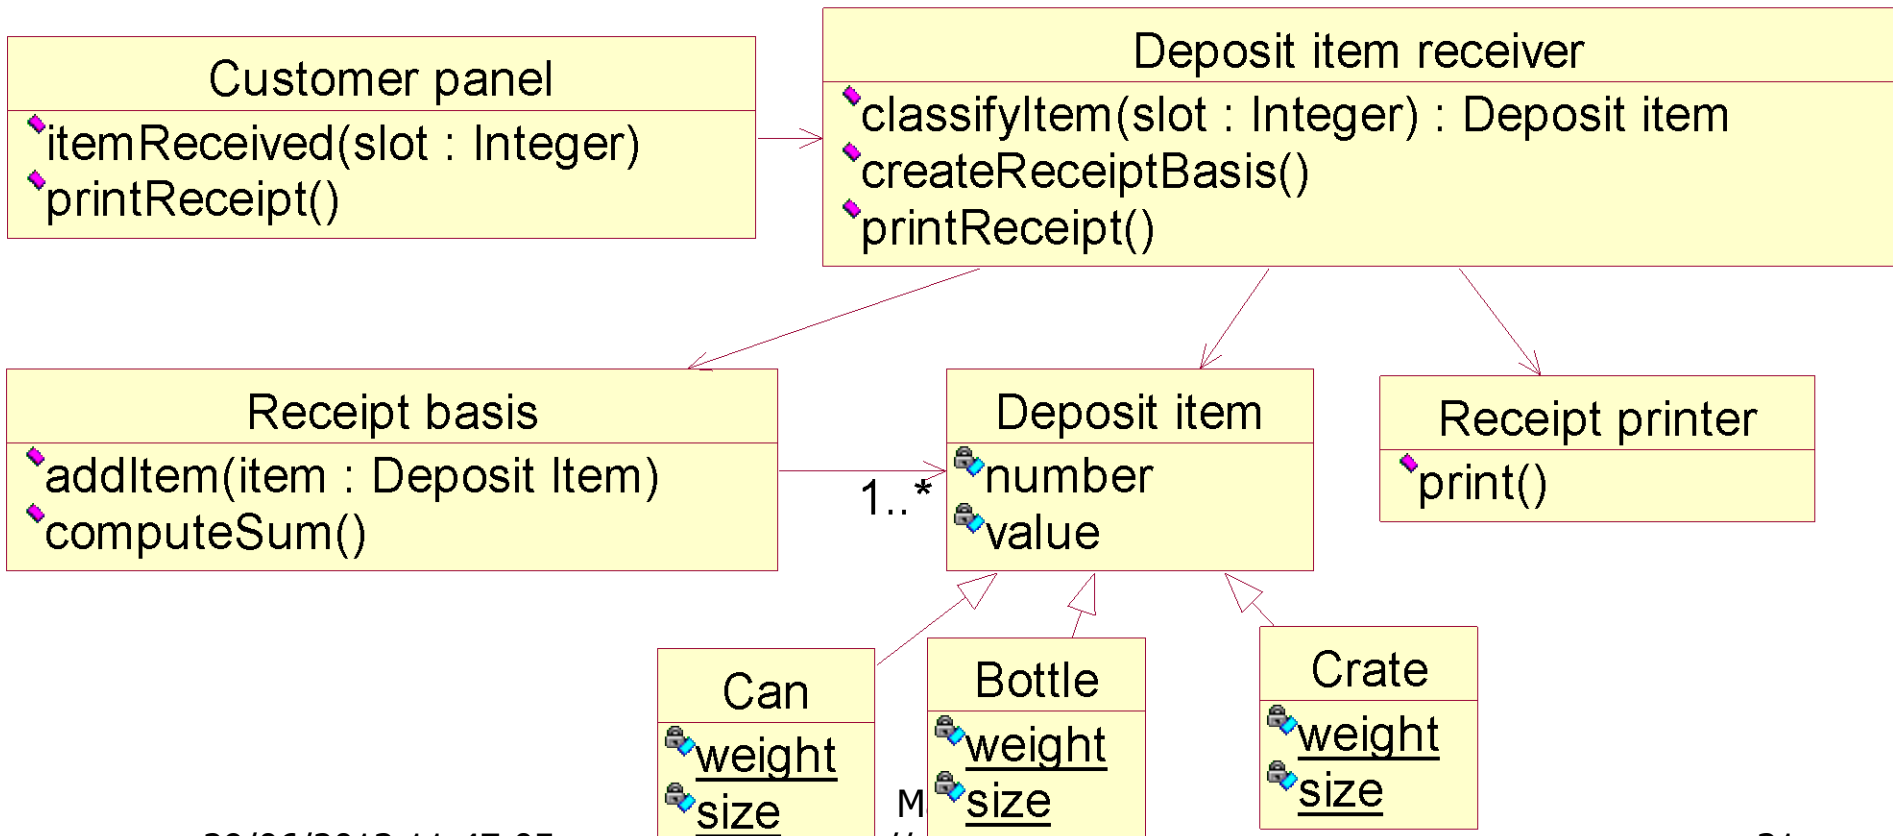 Customer panel
itemReceived(slot : Integer)
printReceipt()
Deposit item receiver
classifyItem(slot : Integer) : Deposit item
createReceiptBasis()
printReceipt()
Receipt basis
addItem(item : Deposit Item)
computeSum()
1..*
Deposit item
number
value
Receipt printer
print()
Can
weight
size
Bottle
weight
size
Crate
weight
size